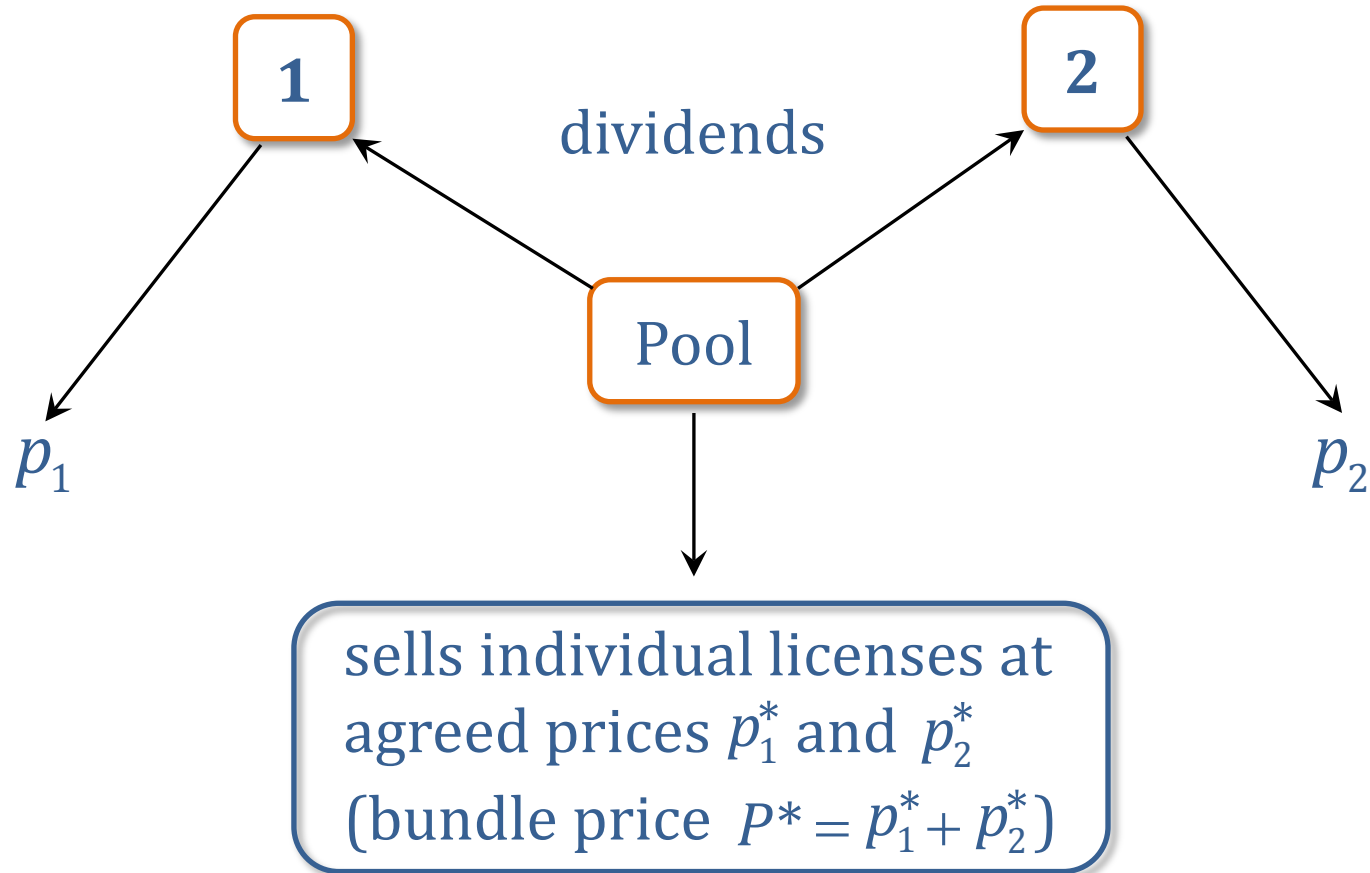 1
2
dividends
Pool
p₁
p₂
sells individual licenses at
agreed prices p₁* and p₂*
(bundle price P* = p₁* + p₂*)